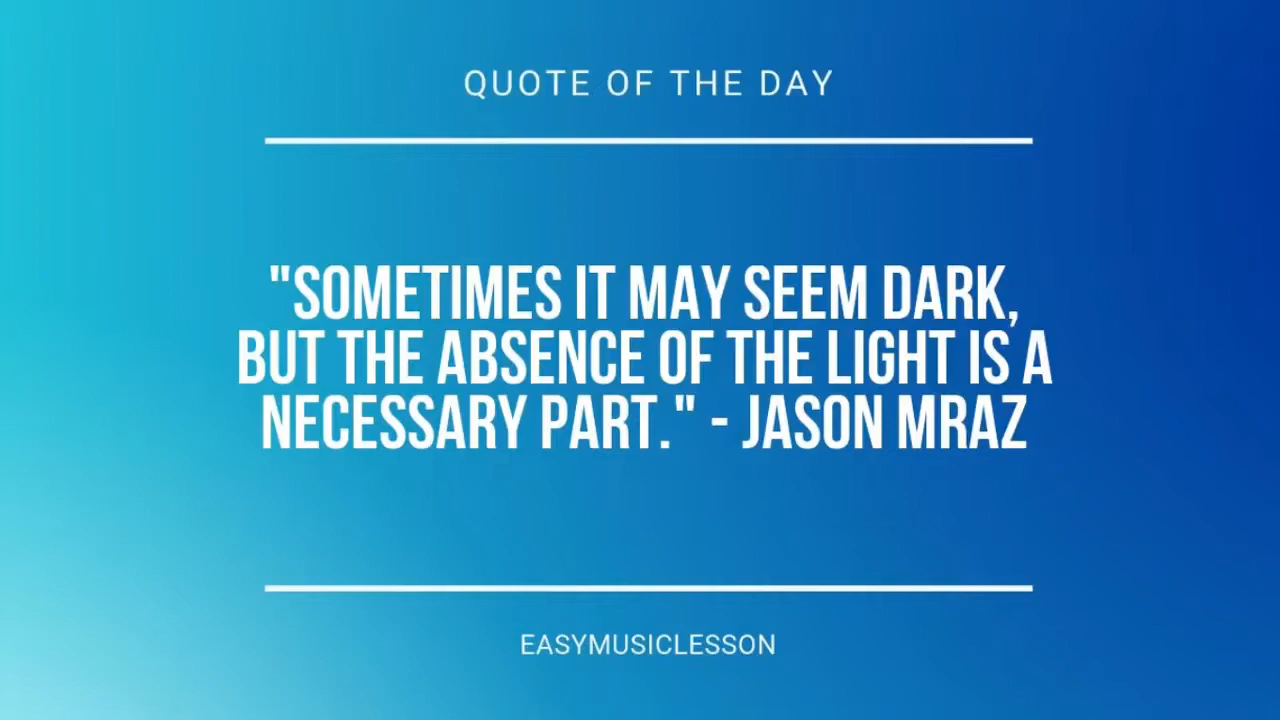 QUOTE OF THE DAY
"SOMETIMES IT MAY SEEM DARK,
BUT THE ABSENCE OF THE LIGHT IS A
NECESSARY PART." - JASON MRAZ
EASYMUSICLESSON